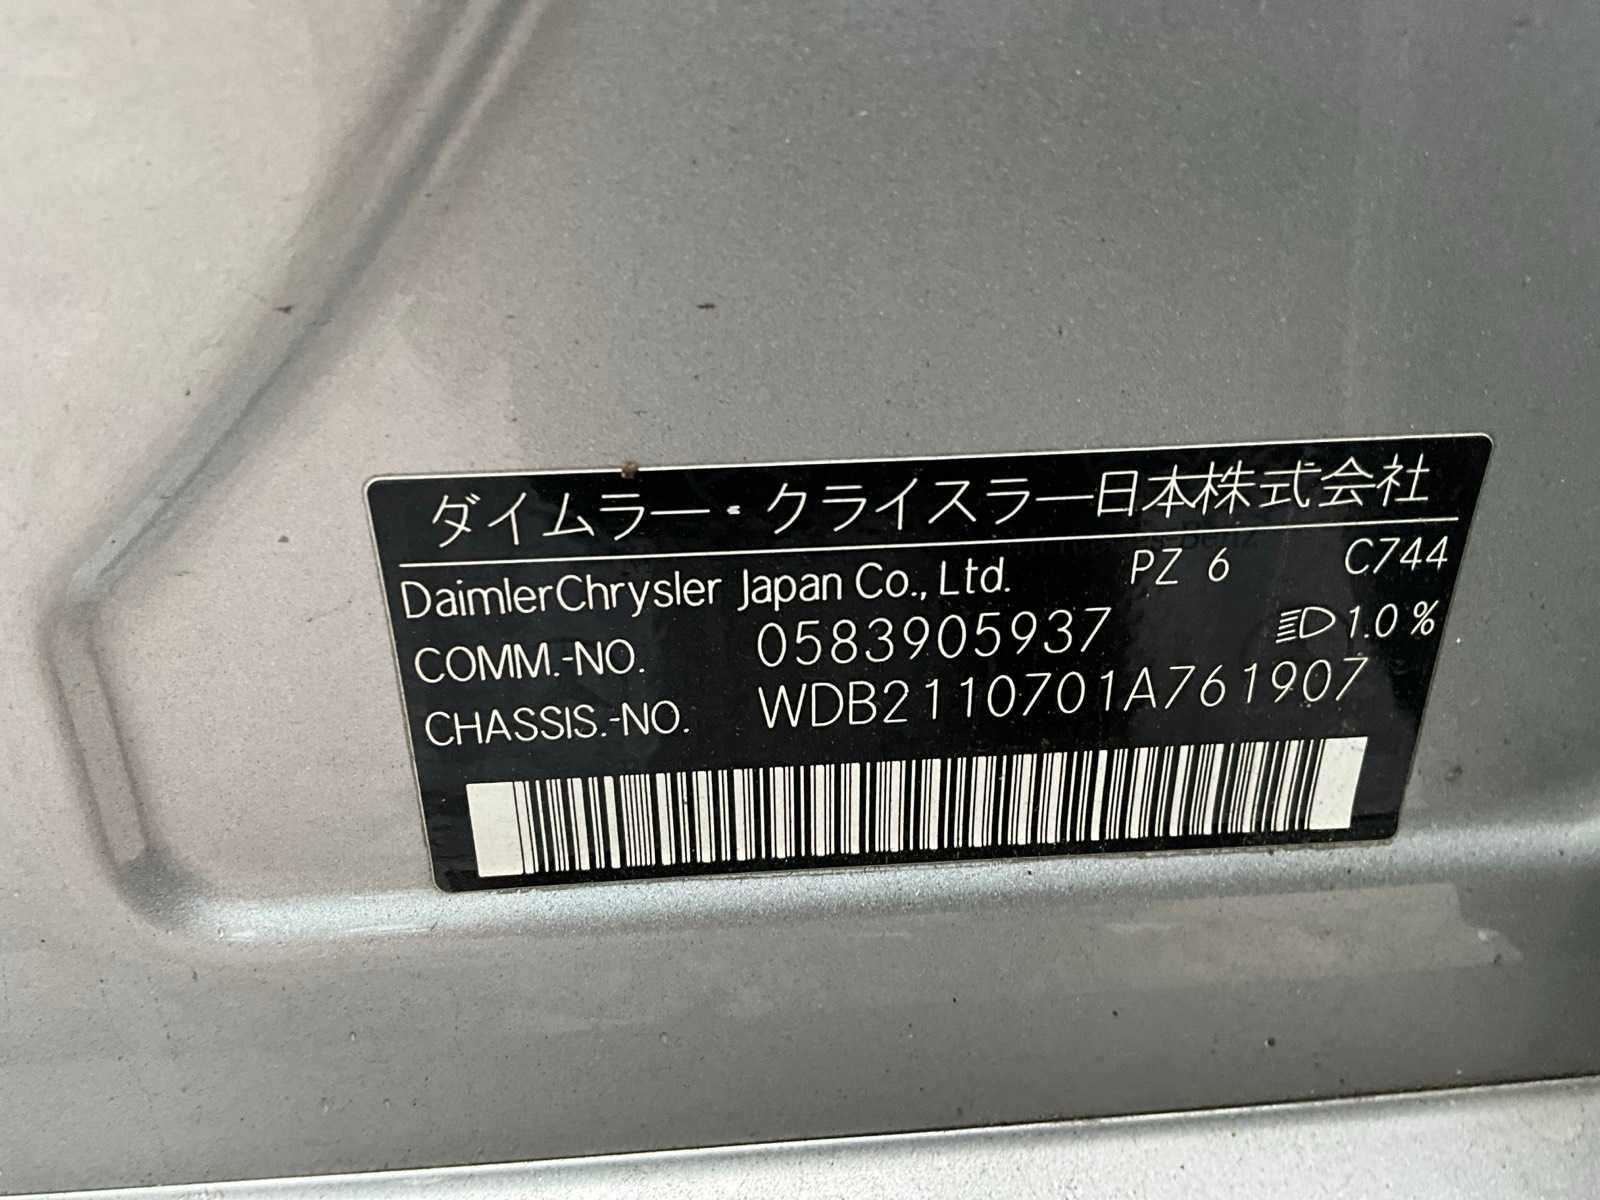 ダイムラー・クライスラー日本株式会社
DaimlerChrysler Japan Co., Ltd. PZ 6 C744
COMM.-NO. 0583905937 1.0 %
CHASSIS.-NO. WDB2110701A761907